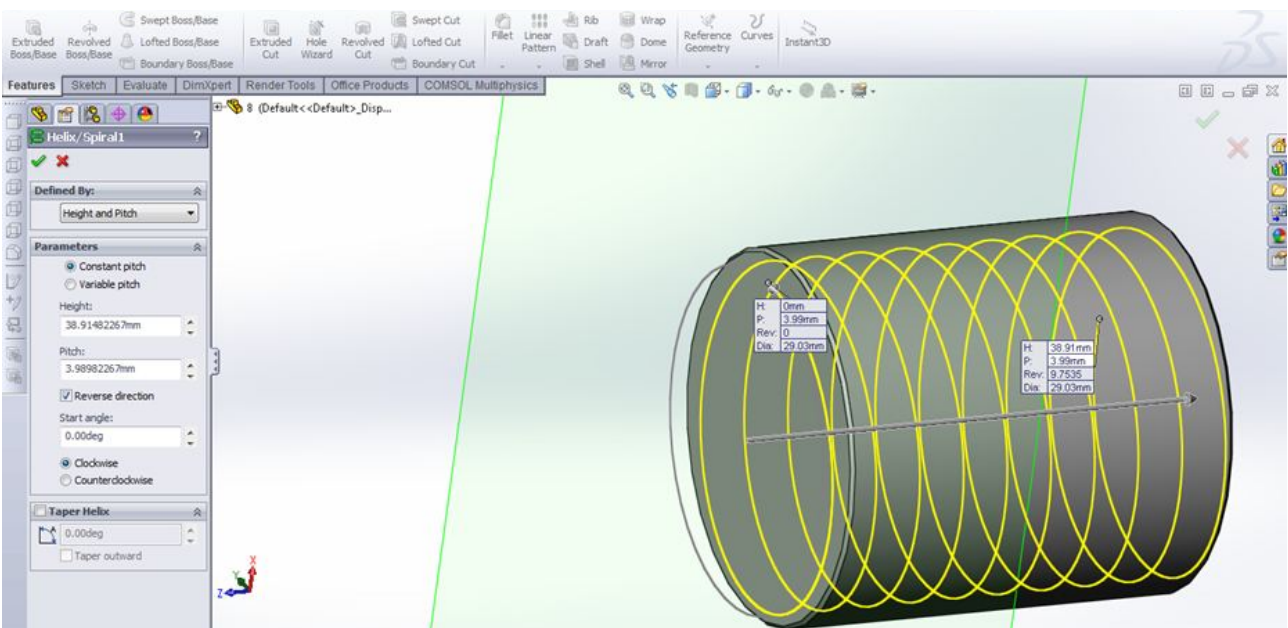 Extruded Boss/Base
Revolved Boss/Base
Swept Boss/Base
Lofted Boss/Base
Boundary Boss/Base
Extruded Cut
Hole Wizard
Revolved Cut
Swept Cut
Lofted Cut
Boundary Cut
Fillet
Linear Pattern
Rib
Draft
Shell
Wrap
Dome
Mirror
Reference Geometry
Curves
Instant3D
Features Sketch Evaluate DimXpert Render Tools Office Products COMSOL Multiphysics
8 (Default<<Default>_Disp...
Helix/Spiral1 ?
Defined By:
Height and Pitch
Parameters
Constant pitch
Variable pitch
Height:
38.91482267mm
Pitch:
3.98982267mm
Reverse direction
Start angle:
0.00deg
Clockwise
Counterclockwise
Taper Helix
0.00deg
Taper outward
H: 0mm
P: 3.99mm
Rev: 0
Dia: 29.03mm
H: 38.91mm
P: 3.99mm
Rev: 9.7535
Dia: 29.03mm
X
Y
Z